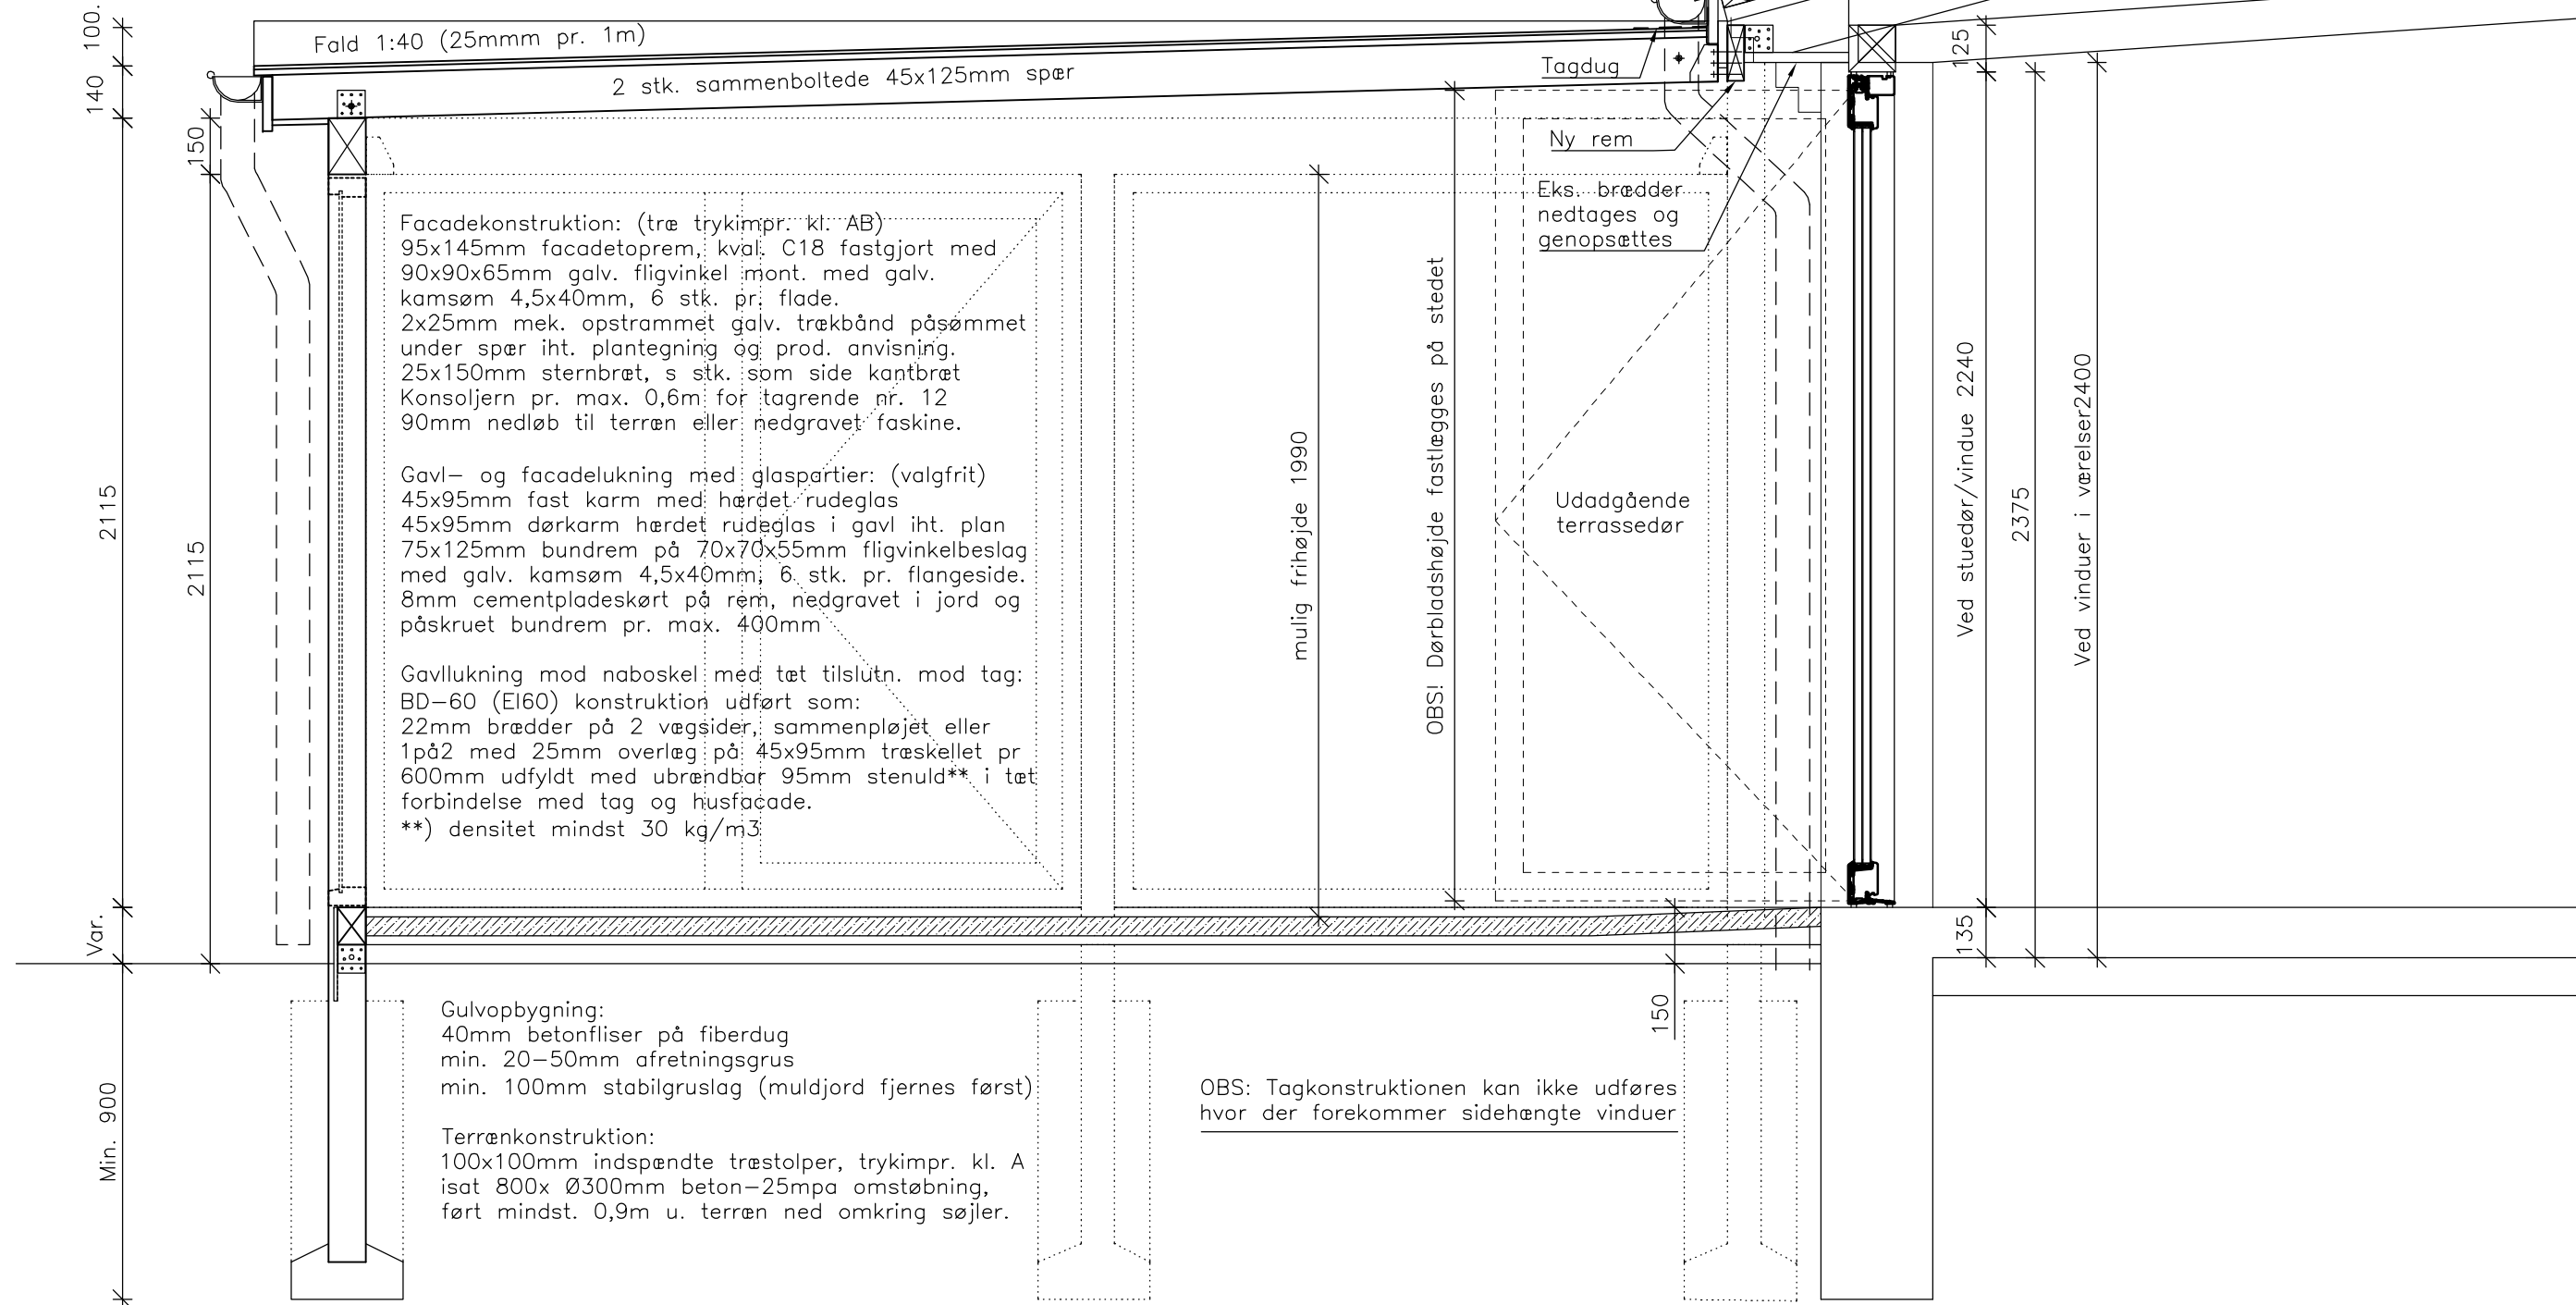 100.
140
2115
Var.
Min. 900
150
2115
Fald 1:40 (25mmm pr. 1m)
2 stk. sammenboltede 45x125mm spær
Tagdug
Ny rem
Eks. brædder
nedtages og
genopsættes
Facadekonstruktion: (træ trykimpr. kl. AB)
95x145mm facadetoprem, kval. C18 fastgjort med
90x90x65mm galv. fligvinkel mont. med galv.
kamsøm 4,5x40mm, 6 stk. pr. flade.
2x25mm mek. opstrammet galv. trækbånd påsømmet
under spær iht. plantegning og prod. anvisning.
25x150mm sternbræt, s stk. som side kantbræt
Konsoljern pr. max. 0,6m for tagrende nr. 12
90mm nedløb til terræn eller nedgravet faskine.
Gavl- og facadelukning med glaspartier: (valgfrit)
45x95mm fast karm med hærdet rudeglas
45x95mm dørkarm hærdet rudeglas i gavl iht. plan
75x125mm bundrem på 70x70x55mm fligvinkelbeslag
med galv. kamsøm 4,5x40mm, 6 stk. pr. flangeside.
8mm cementpladeskørt på rem, nedgravet i jord og
påskruet bundrem pr. max. 400mm
Gavllukning mod naboskel med tæt tilslutn. mod tag:
BD-60 (EI60) konstruktion udført som:
22mm brædder på 2 vægsider, sammenpløjet eller
1på2 med 25mm overlæg på 45x95mm træskellet pr
600mm udfyldt med ubrændbar 95mm stenuld** i tæt
forbindelse med tag og husfacade.
**) densitet mindst 30 kg/m3
mulig frihøjde 1990
OBS! Dørbladshøjde fastlægges på stedet
Udadgående
terrassedør
125
Ved stuedør/vindue 2240
2375
Ved vinduer i værelser2400
135
150
Gulvopbygning:
40mm betonfliser på fiberdug
min. 20-50mm afretningsgrus
min. 100mm stabilgruslag (muldjord fjernes først)
Terrænkonstruktion:
100x100mm indspændte træstolper, trykimpr. kl. A
isat 800x Ø300mm beton-25mpa omstøbning,
ført mindst. 0,9m u. terræn ned omkring søjler.
OBS: Tagkonstruktionen kan ikke udføres
hvor der forekommer sidehængte vinduer